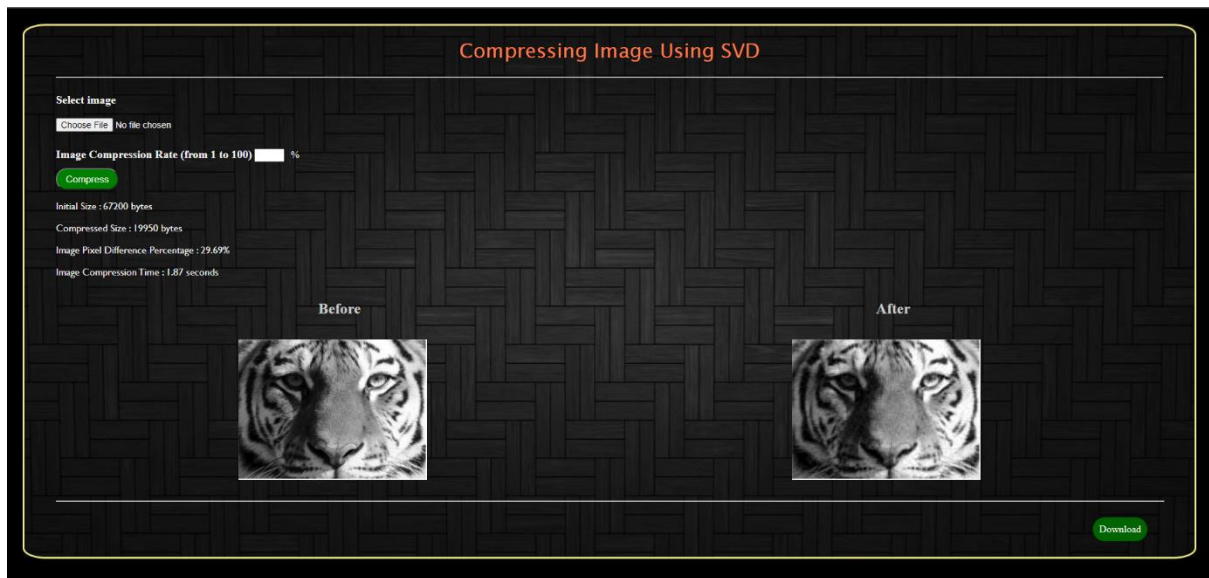 Compressing Image Using SVD
Select image
Choose File No file chosen
Image Compression Rate (from 1 to 100) %
Compress
Initial Size : 67200 bytes
Compressed Size : 19950 bytes
Image Pixel Difference Percentage : 29.69%
Image Compression Time : 1.87 seconds
Before After
Download